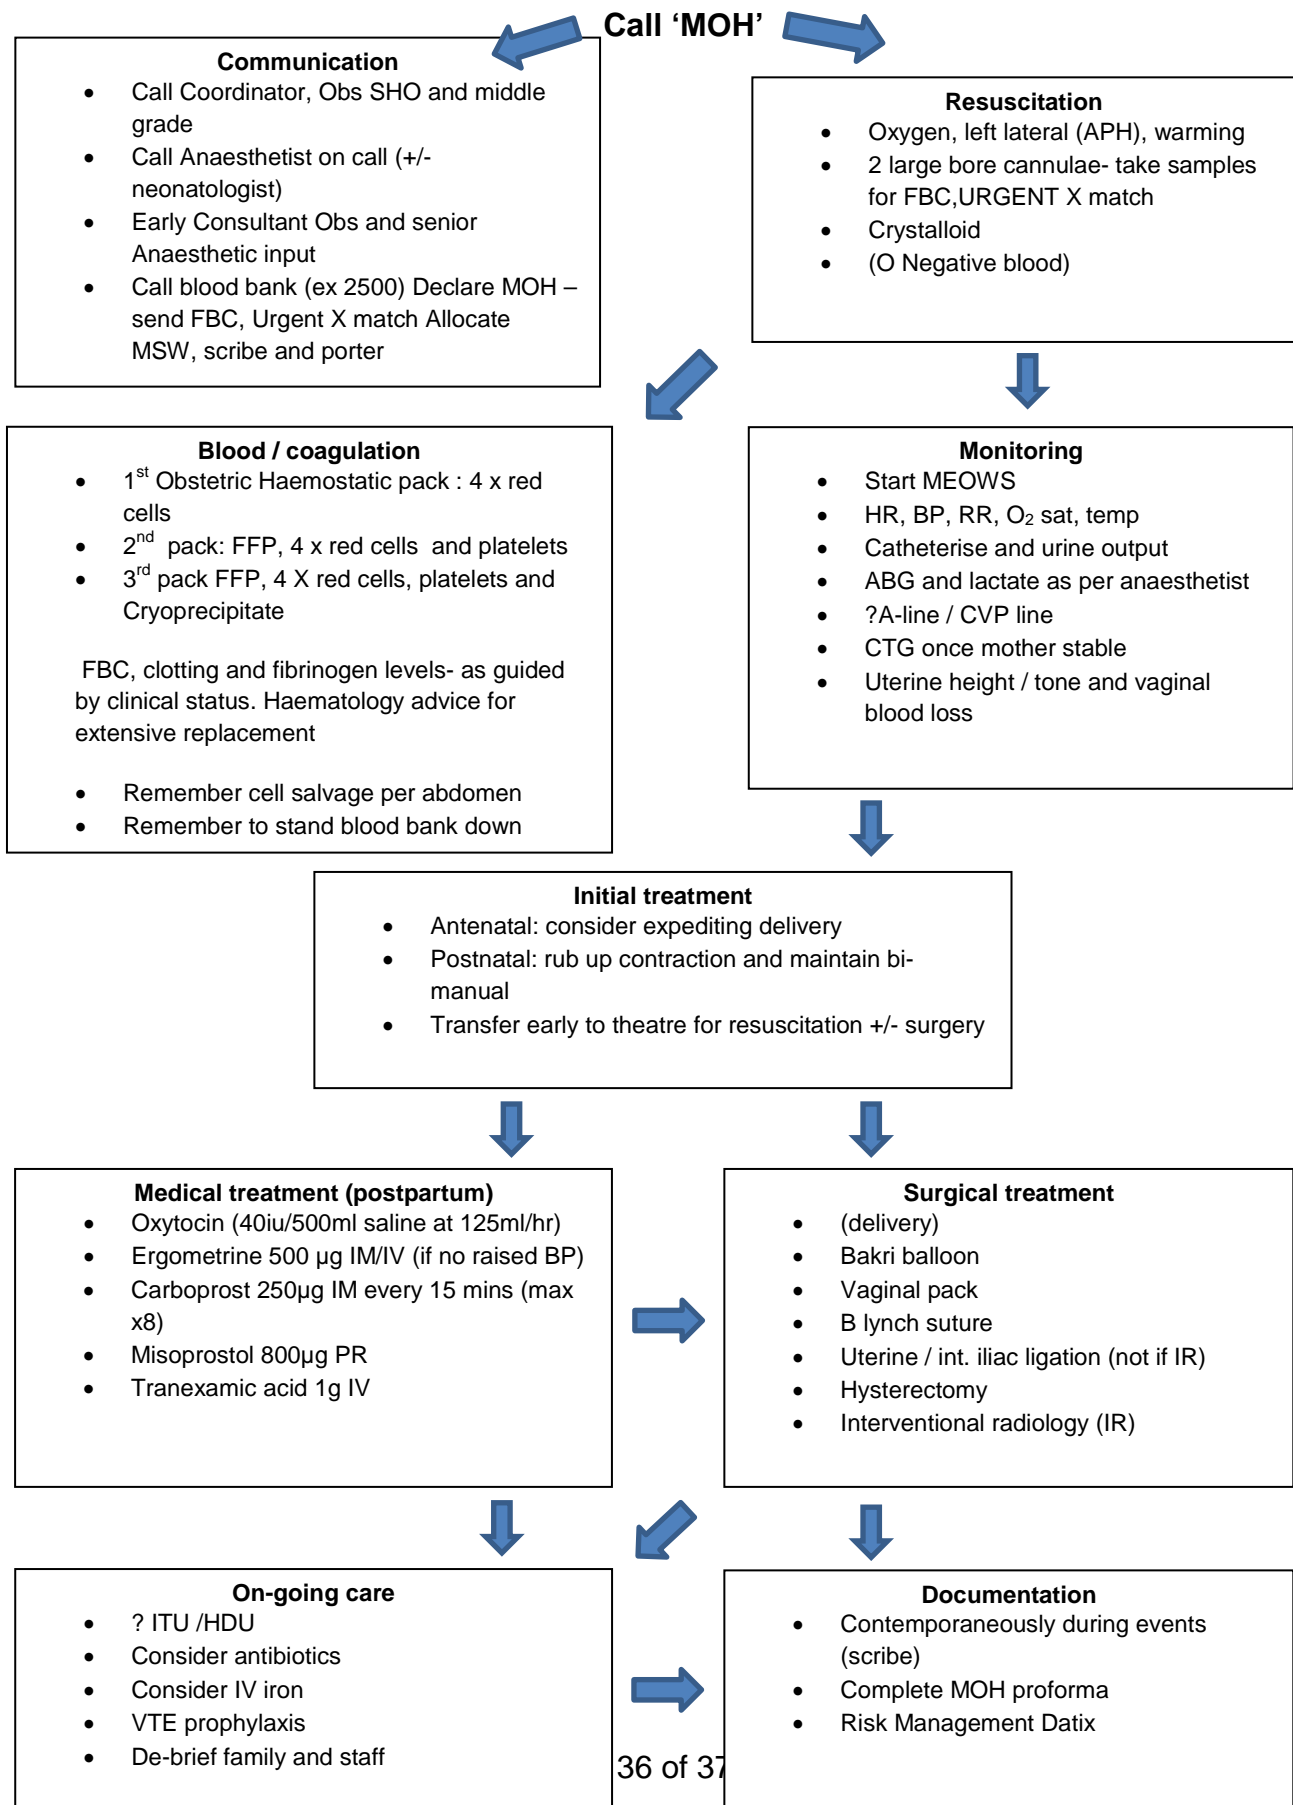 Call ‘MOH’
Communication
• Call Coordinator, Obs SHO and middle
grade
• Call Anaesthetist on call (+/-
neonatologist)
• Early Consultant Obs and senior
Anaesthetic input
• Call blood bank (ex 2500) Declare MOH –
send FBC, Urgent X match Allocate
MSW, scribe and porter
Resuscitation
• Oxygen, left lateral (APH), warming
• 2 large bore cannulae- take samples
for FBC,URGENT X match
• Crystalloid
• (O Negative blood)
Blood / coagulation
• 1st Obstetric Haemostatic pack : 4 x red
cells
• 2nd pack: FFP, 4 x red cells and platelets
• 3rd pack FFP, 4 X red cells, platelets and
Cryoprecipitate
FBC, clotting and fibrinogen levels- as guided
by clinical status. Haematology advice for
extensive replacement
• Remember cell salvage per abdomen
• Remember to stand blood bank down
Monitoring
• Start MEOWS
• HR, BP, RR, O2 sat, temp
• Catheterise and urine output
• ABG and lactate as per anaesthetist
• ?A-line / CVP line
• CTG once mother stable
• Uterine height / tone and vaginal
blood loss
Initial treatment
• Antenatal: consider expediting delivery
• Postnatal: rub up contraction and maintain bi-
manual
• Transfer early to theatre for resuscitation +/- surgery
Medical treatment (postpartum)
• Oxytocin (40iu/500ml saline at 125ml/hr)
• Ergometrine 500 µg IM/IV (if no raised BP)
• Carboprost 250µg IM every 15 mins (max
x8)
• Misoprostol 800µg PR
• Tranexamic acid 1g IV
Surgical treatment
• (delivery)
• Bakri balloon
• Vaginal pack
• B lynch suture
• Uterine / int. iliac ligation (not if IR)
• Hysterectomy
• Interventional radiology (IR)
On-going care
• ? ITU /HDU
• Consider antibiotics
• Consider IV iron
• VTE prophylaxis
• De-brief family and staff
Documentation
• Contemporaneously during events
(scribe)
• Complete MOH proforma
• Risk Management Datix
36 of 37